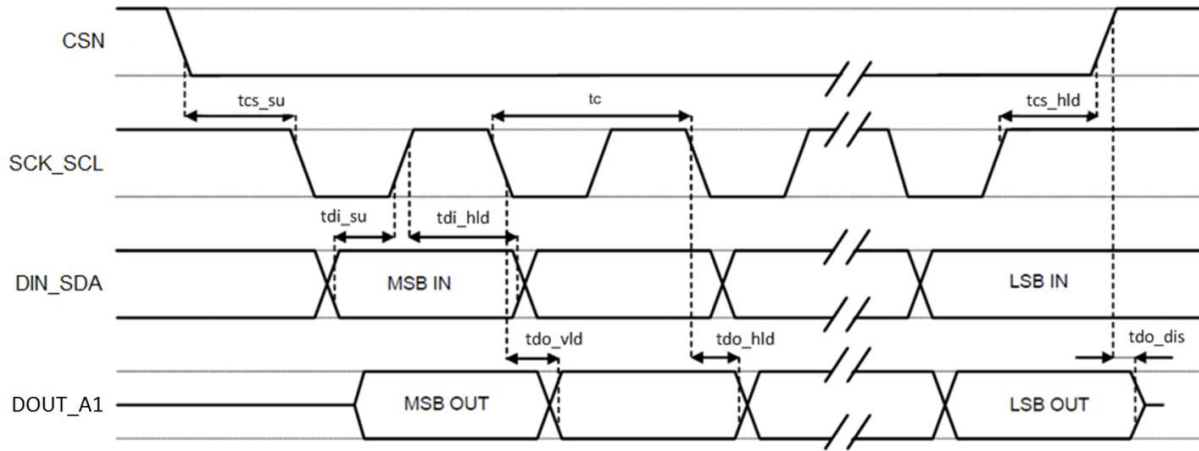 CSN
tcs_su
tc
tcs_hld
SCK_SCL
tdi_su
tdi_hld
DIN_SDA
MSB IN
LSB IN
tdo_vld
tdo_hld
tdo_dis
DOUT_A1
MSB OUT
LSB OUT